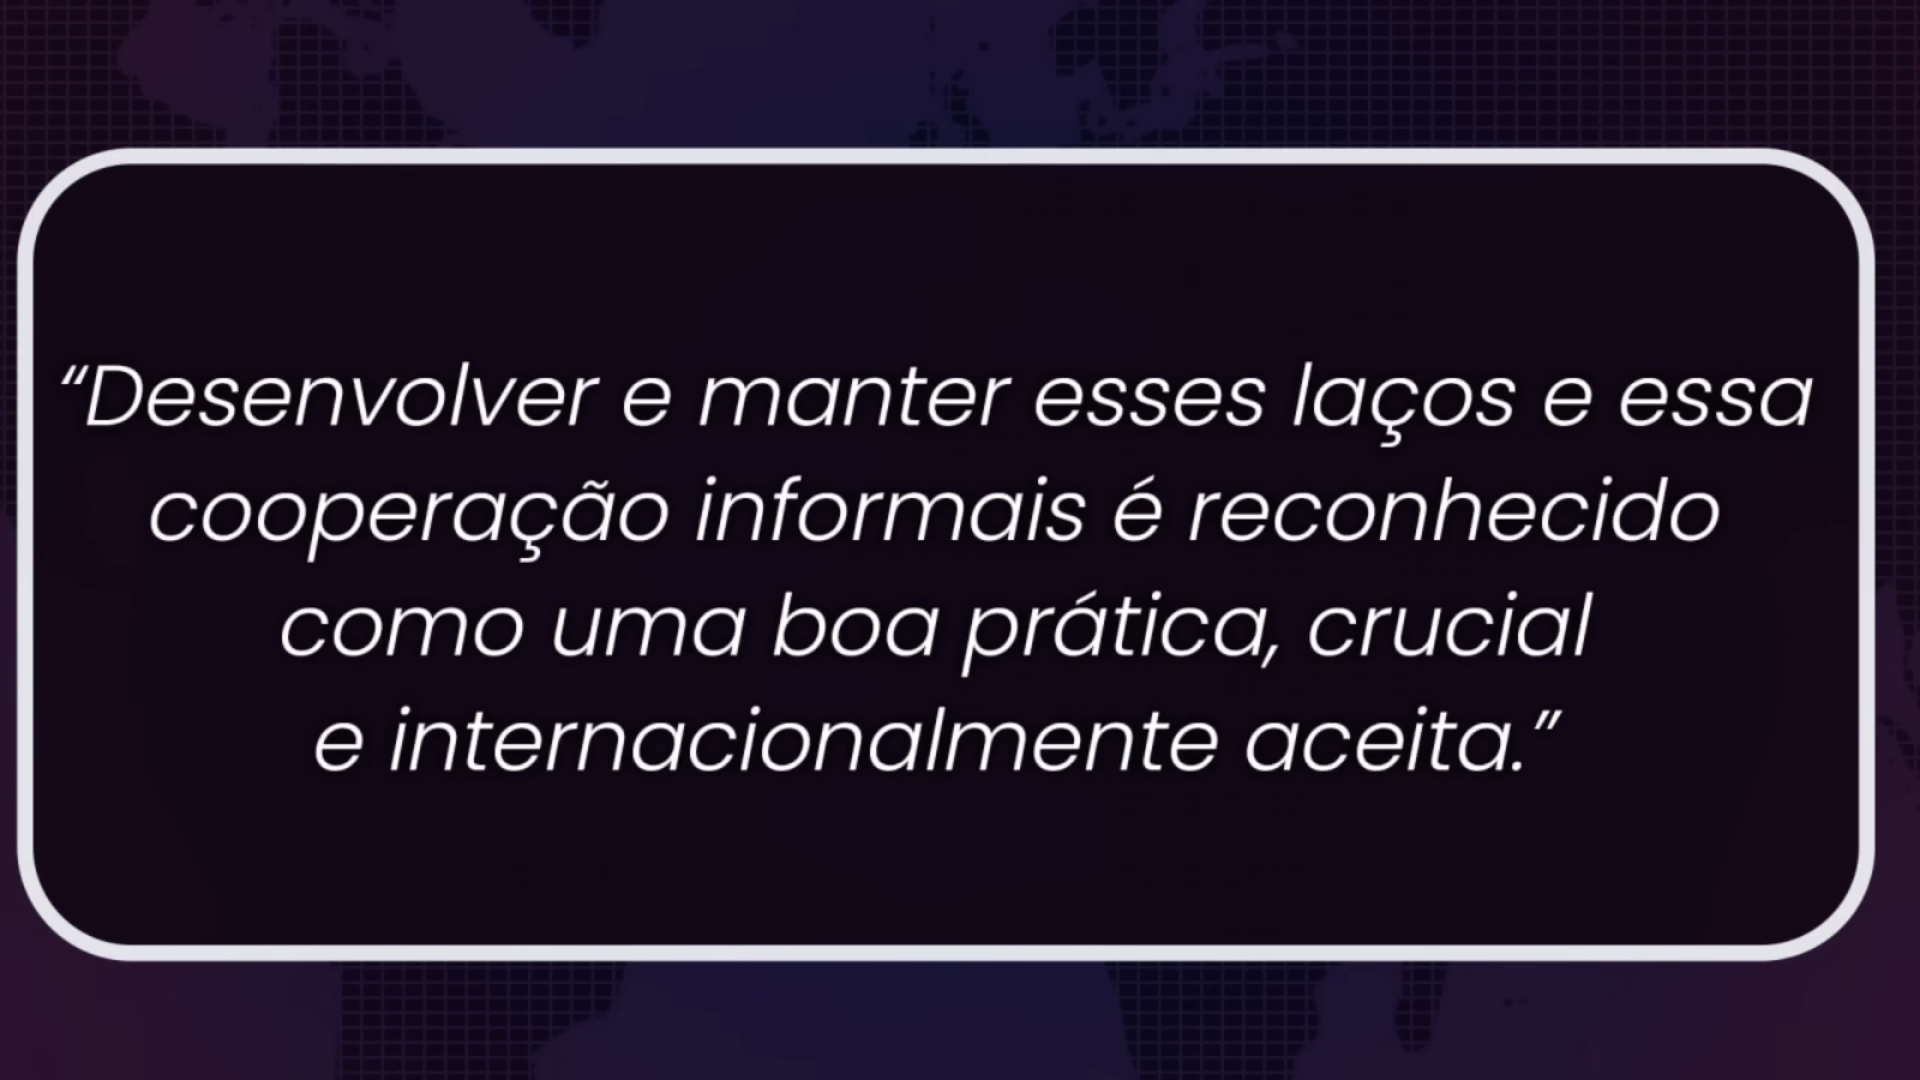 “Desenvolver e manter esses laços e essa
cooperação informais é reconhecido
como uma boa prática, crucial
e internacionalmente aceita.”